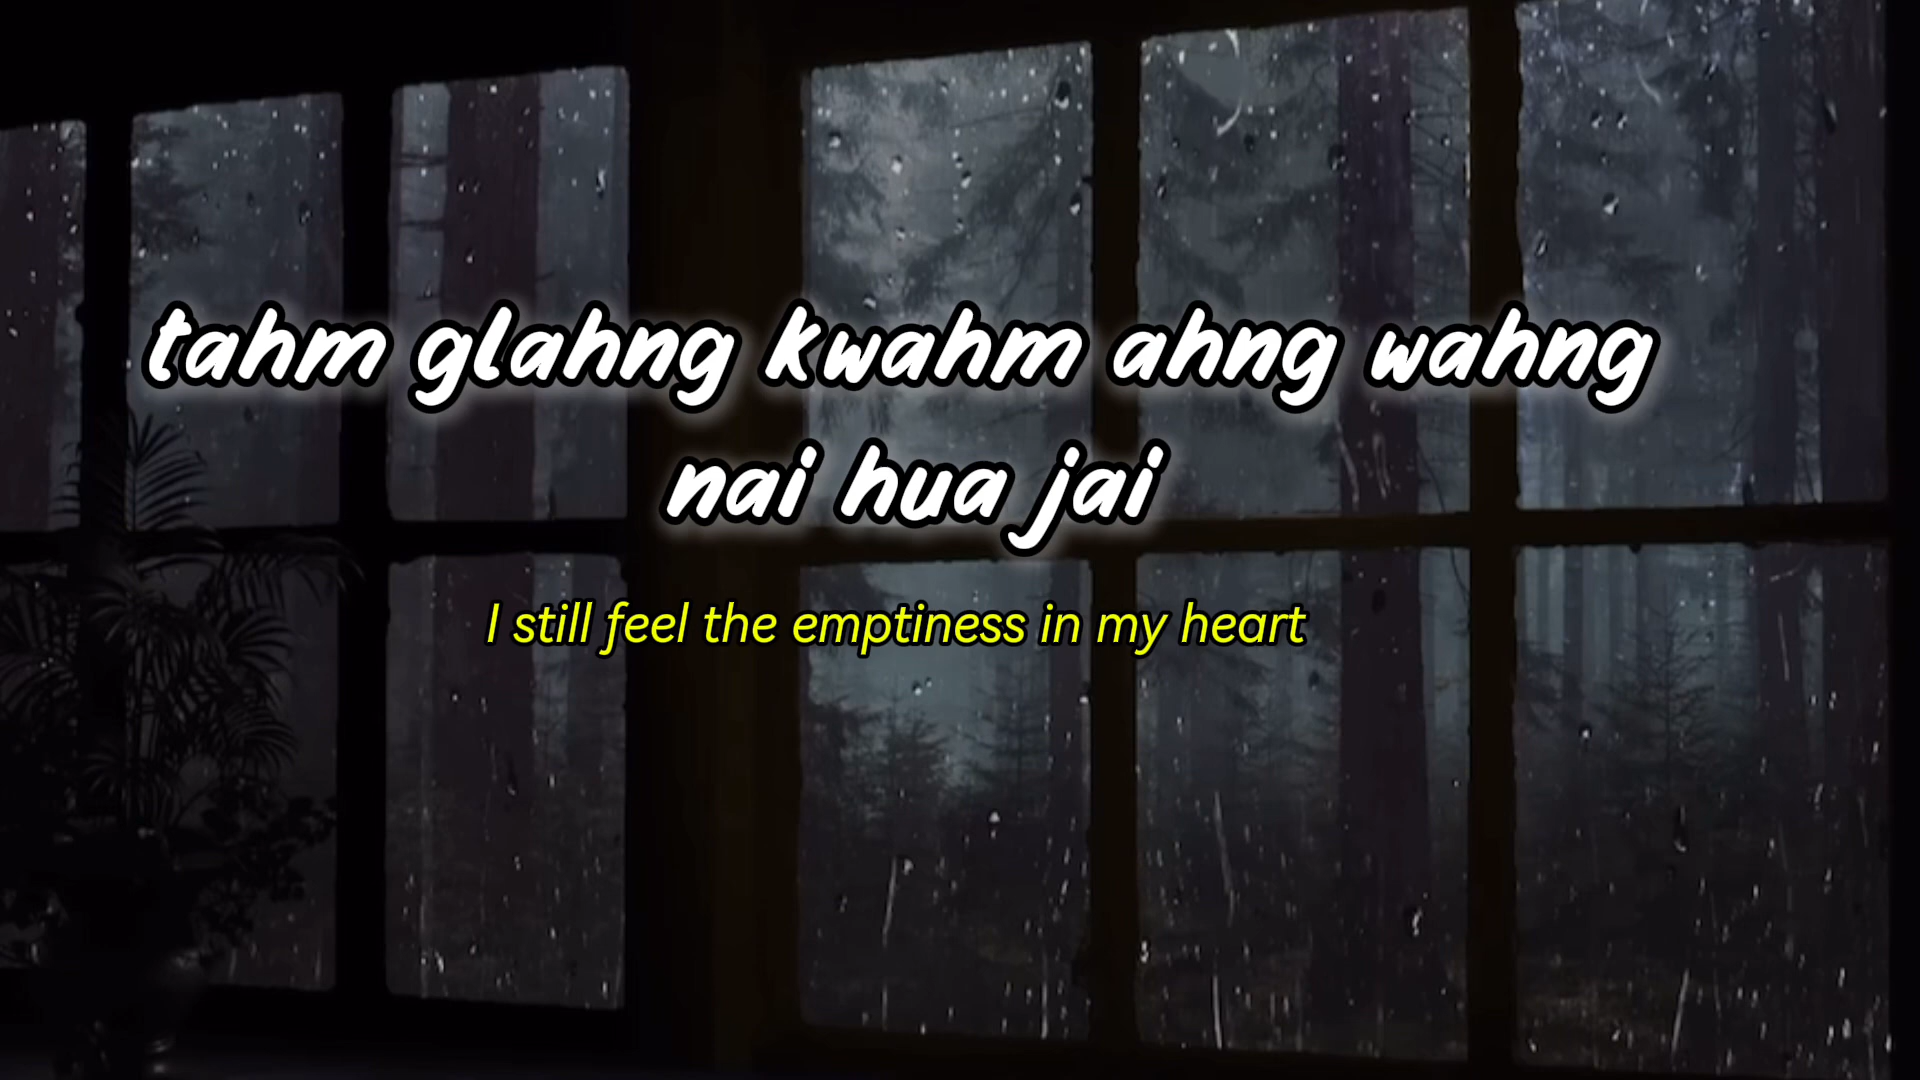 tahm glahng kwahm ahng wahng
nai hua jai
I still feel the emptiness in my heart